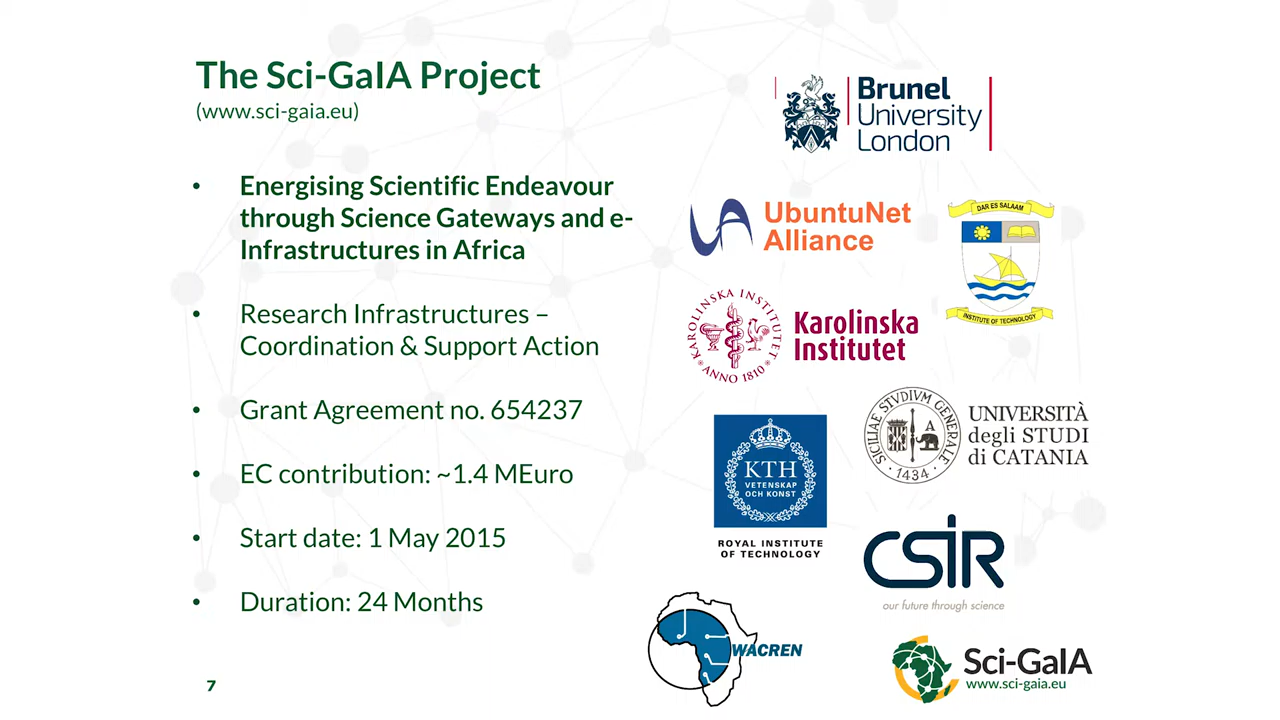 The Sci-GaIA Project
(www.sci-gaia.eu)
• Energising Scientific Endeavour
through Science Gateways and e-
Infrastructures in Africa
• Research Infrastructures –
Coordination & Support Action
• Grant Agreement no. 654237
• EC contribution: ~1.4 MEuro
• Start date: 1 May 2015
• Duration: 24 Months
7
Brunel
University
London
UbuntuNet
Alliance
DAR ES SALAAM
INSTITUTE OF TECHNOLOGY
KAROLINSKA INSTITUTET
ANNO 1810
Karolinska
Institutet
SICILIAE STVDIVM GENERALE
1434
A
UNIVERSITÀ
degli STUDI
di CATANIA
KTH
VETENSKAP
OCH KONST
ROYAL INSTITUTE
OF TECHNOLOGY
CSIR
our future through science
WACREN
Sci-GaIA
www.sci-gaia.eu